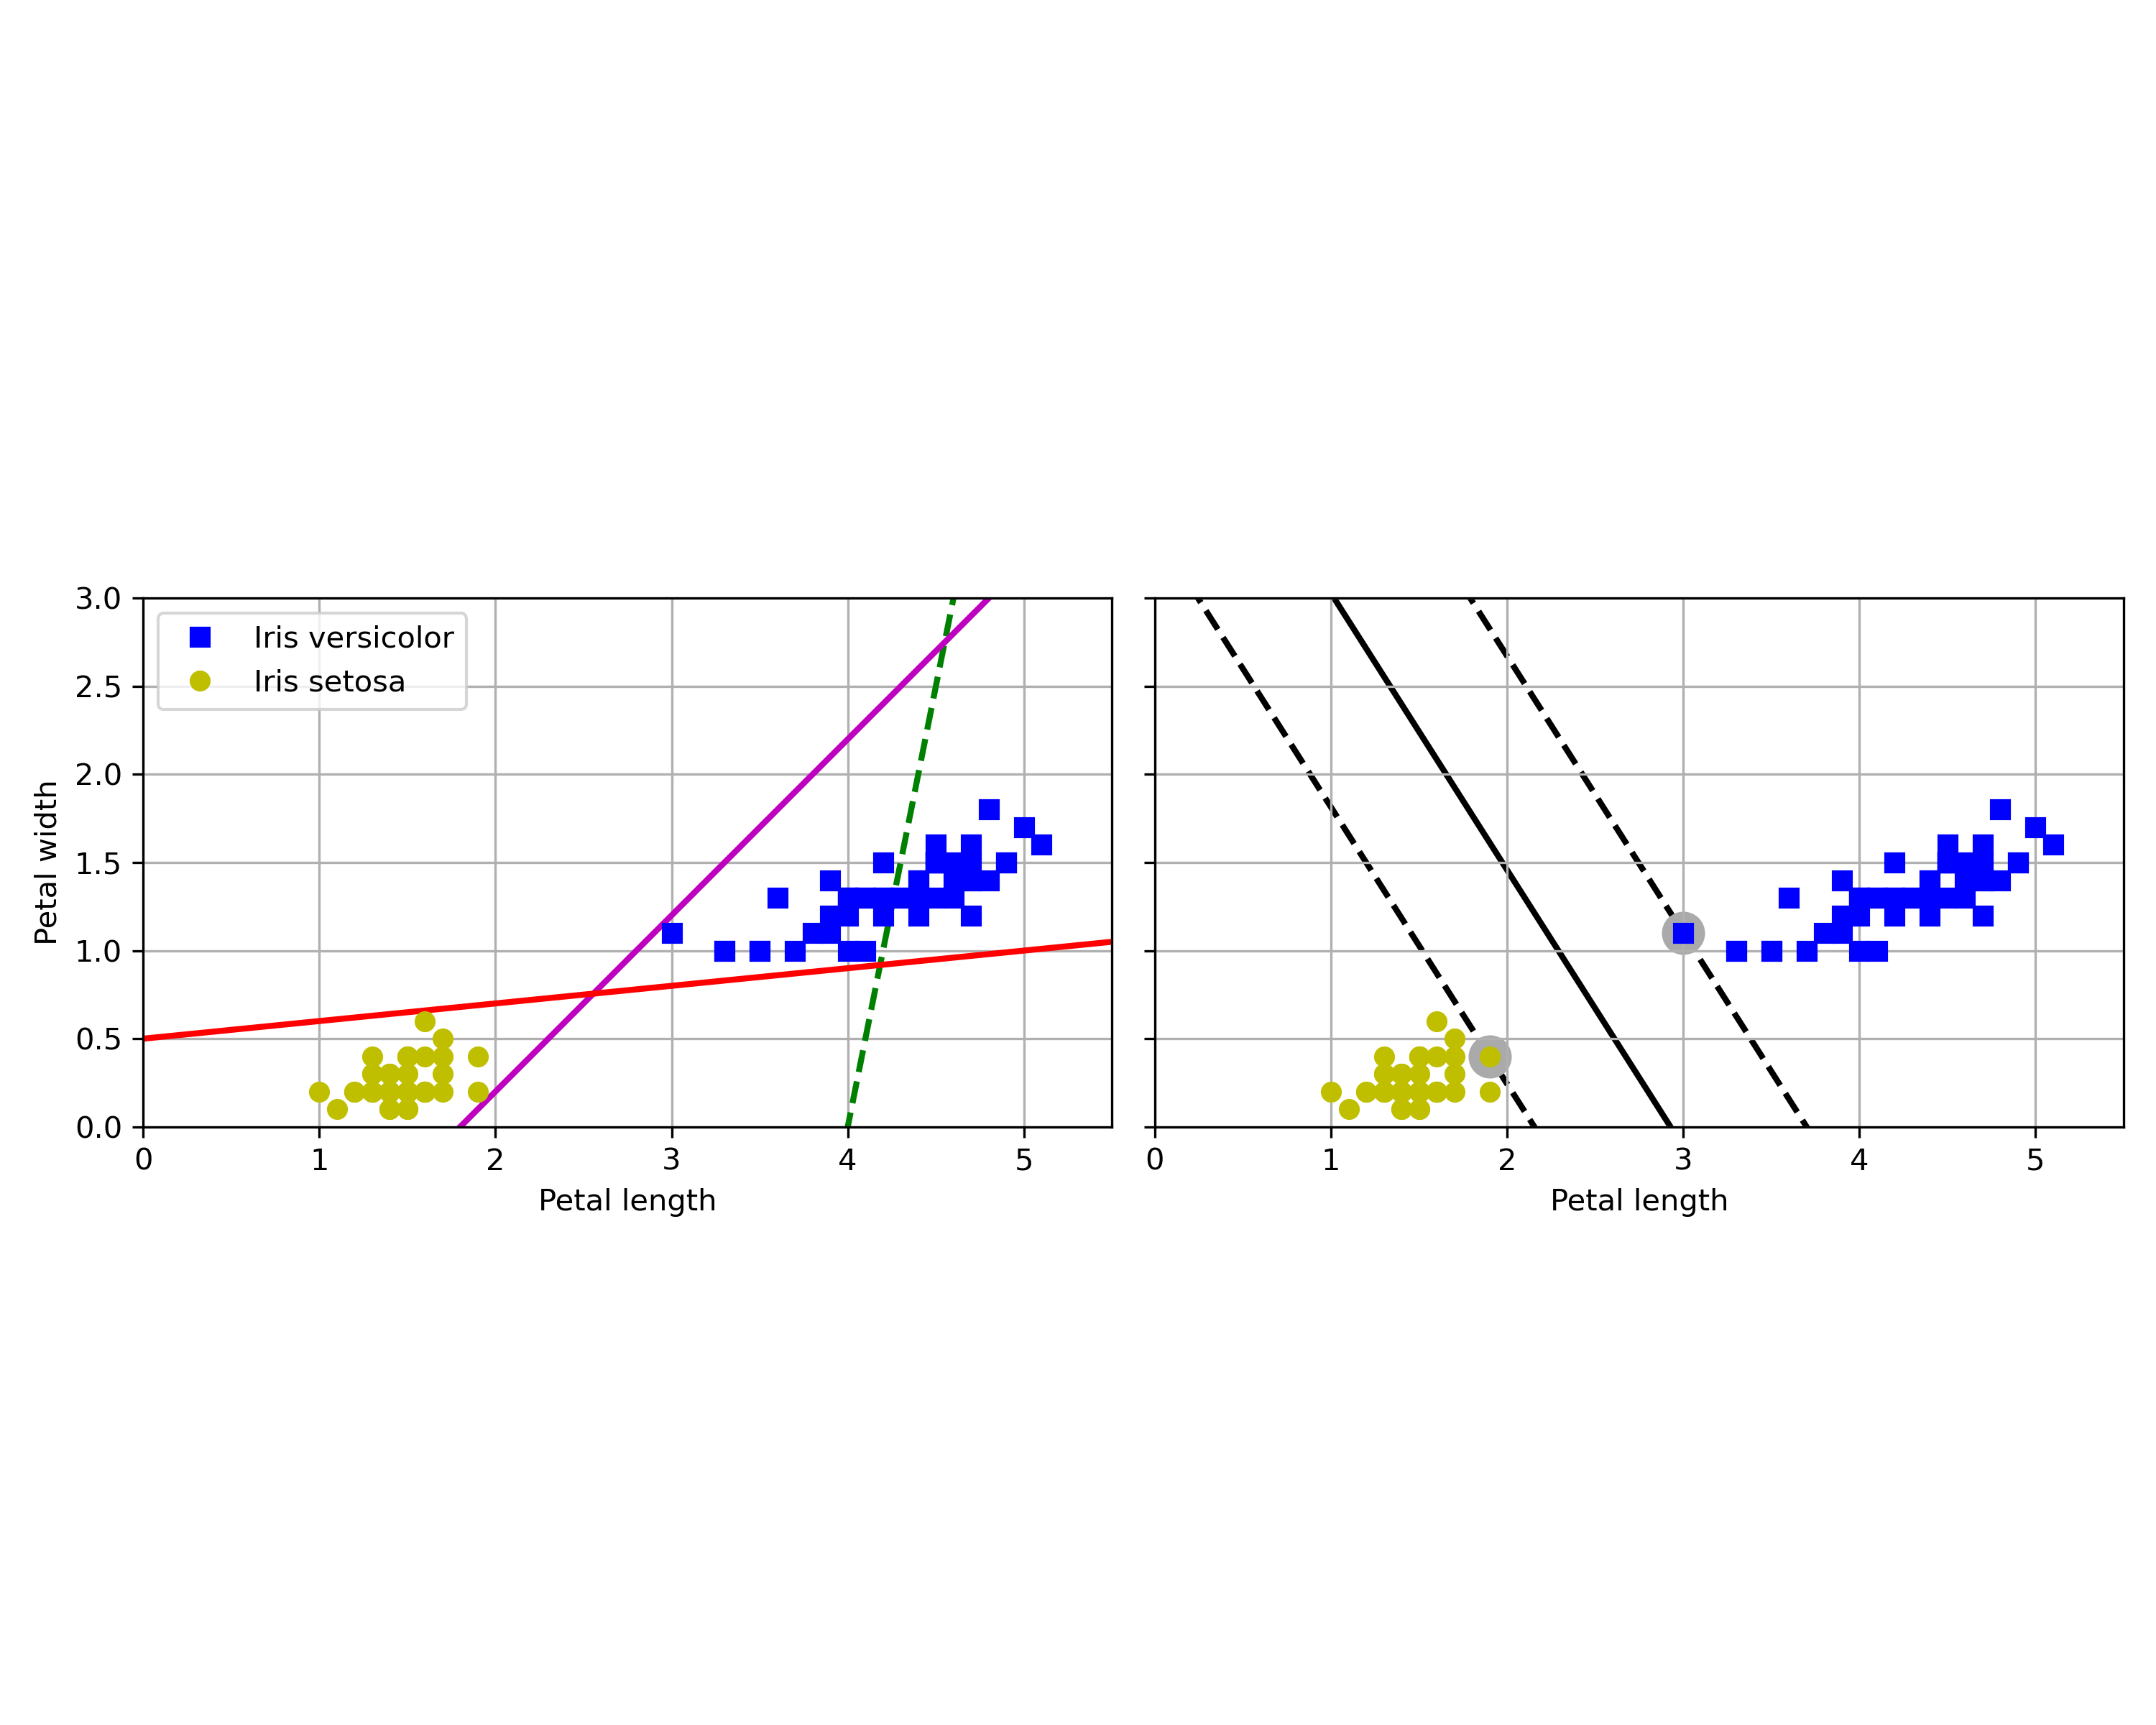 3.0
2.5
2.0
1.5
1.0
0.5
0.0
Petal width
Iris versicolor
Iris setosa
0 1 2 3 4 5
Petal length
0 1 2 3 4 5
Petal length